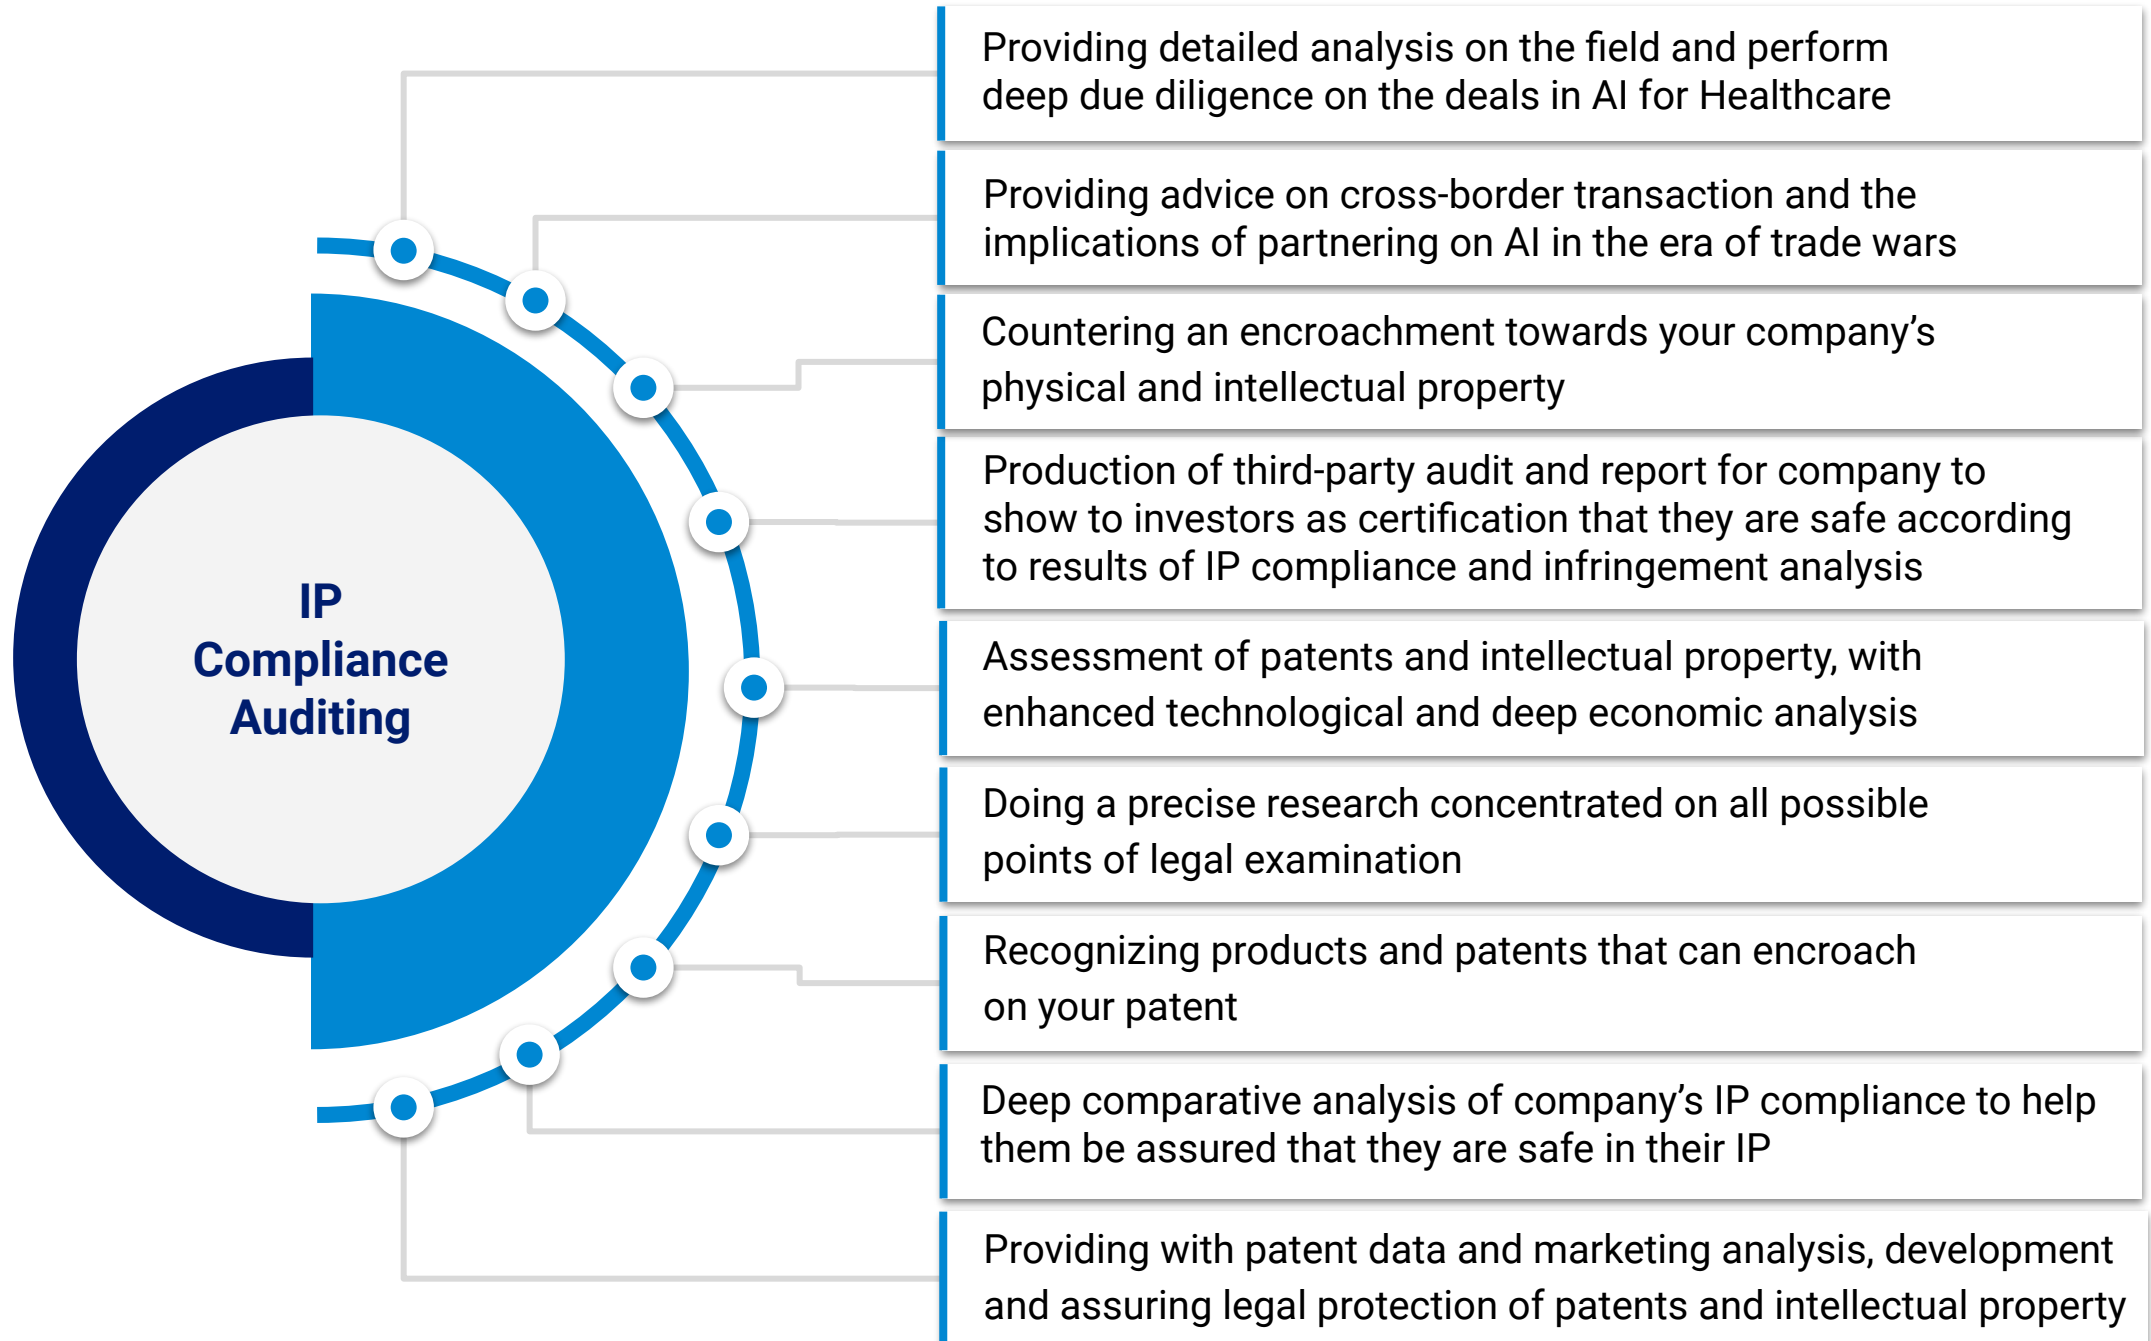 Providing detailed analysis on the field and perform
deep due diligence on the deals in AI for Healthcare
Providing advice on cross-border transaction and the
implications of partnering on AI in the era of trade wars
Countering an encroachment towards your company’s
physical and intellectual property
Production of third-party audit and report for company to
show to investors as certification that they are safe according
to results of IP compliance and infringement analysis
IP
Compliance
Auditing
Assessment of patents and intellectual property, with
enhanced technological and deep economic analysis
Doing a precise research concentrated on all possible
points of legal examination
Recognizing products and patents that can encroach
on your patent
Deep comparative analysis of company’s IP compliance to help
them be assured that they are safe in their IP
Providing with patent data and marketing analysis, development
and assuring legal protection of patents and intellectual property